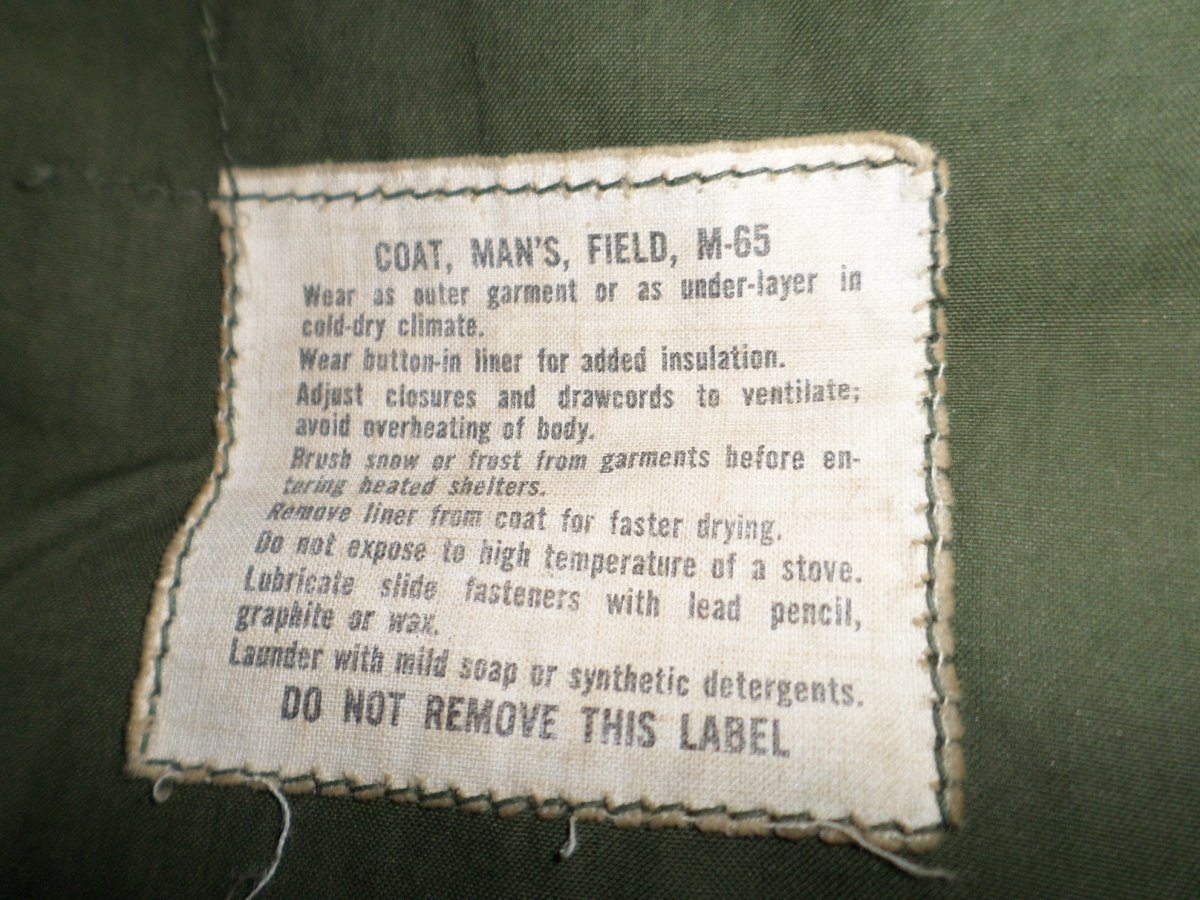 COAT, MAN'S, FIELD, M-65
Wear as outer garment or as under-layer in
cold-dry climate.
Wear button-in liner for added insulation.
Adjust closures and drawcords to ventilate;
avoid overheating of body.
Brush snow or frost from garments before en-
tering heated shelters.
Remove liner from coat for faster drying.
Do not expose to high temperature of a stove.
Lubricate slide fasteners with lead pencil,
graphite or wax.
Launder with mild soap or synthetic detergents.
DO NOT REMOVE THIS LABEL